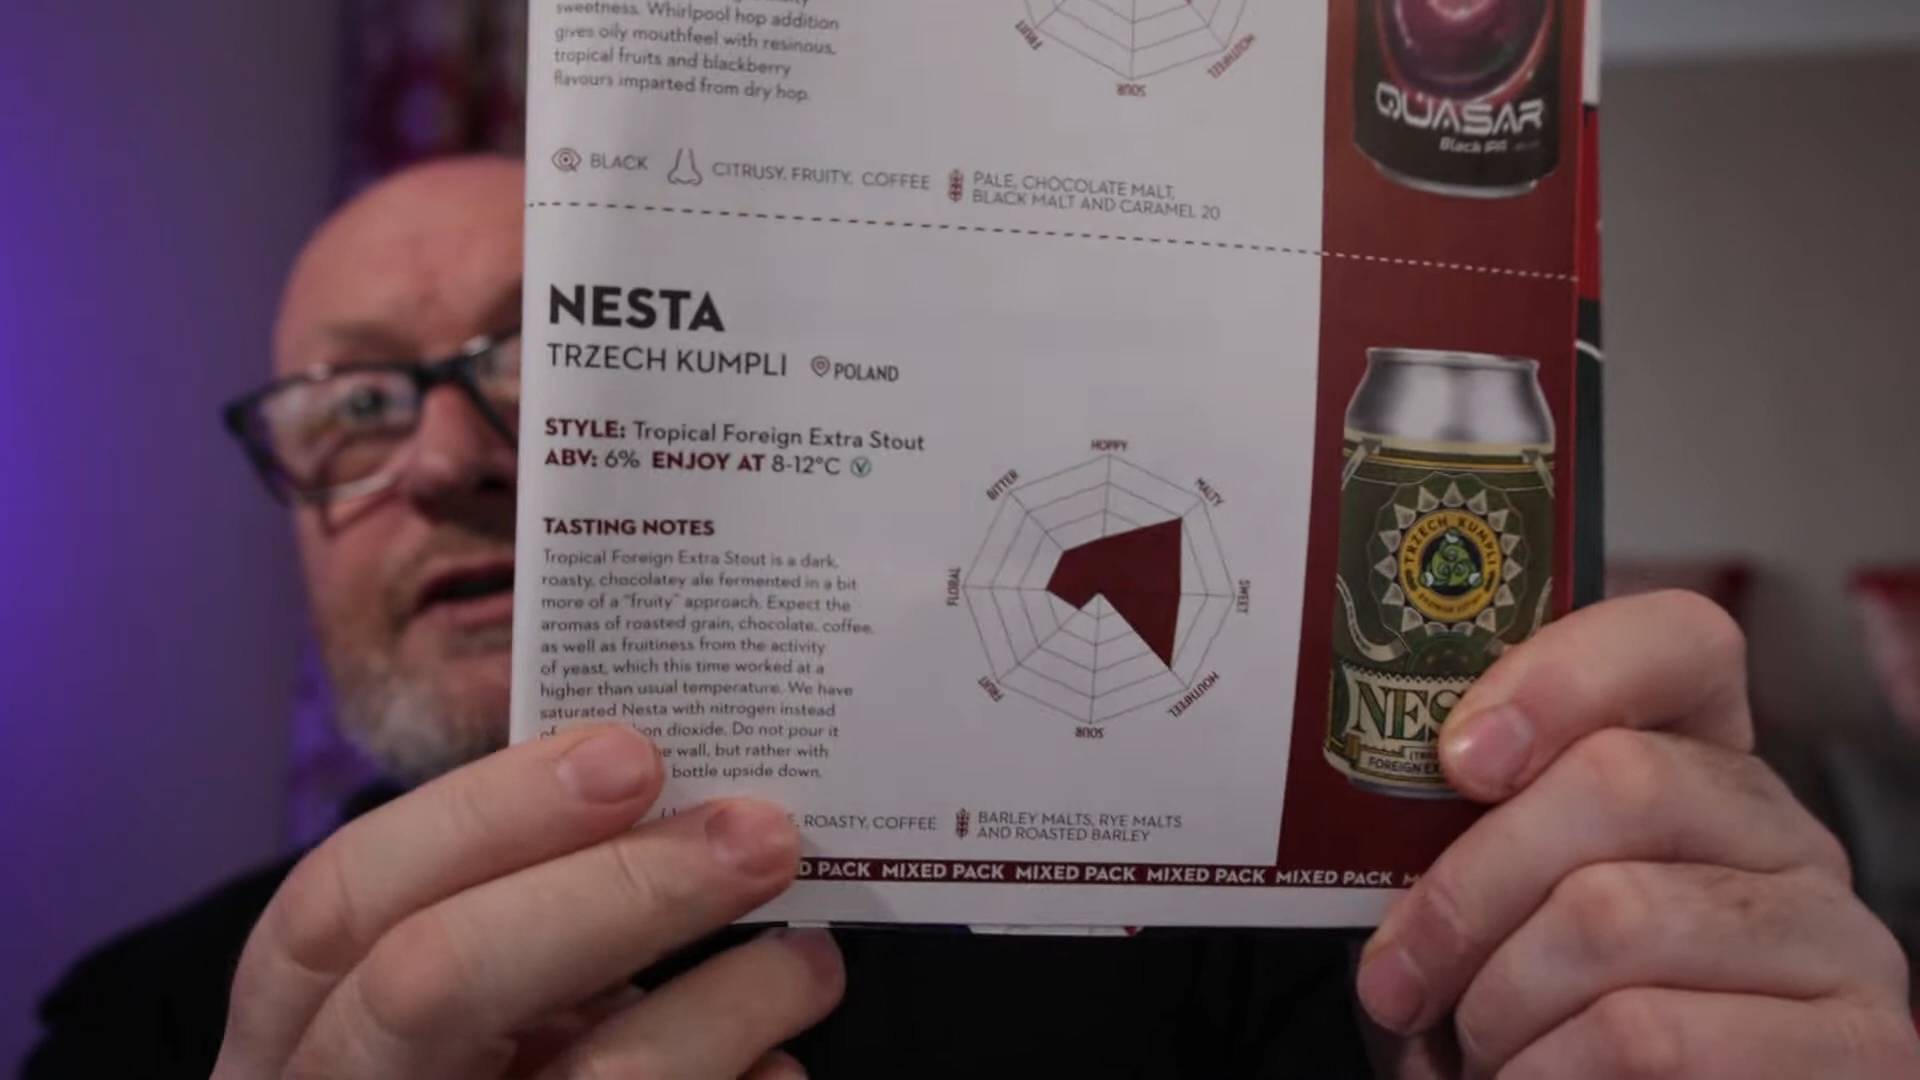 sweetness. Whirlpool hop addition
gives oily mouthfeel with resinous,
tropical fruits and blackberry
flavours imparted from dry hop.
FRUIT
SOUR
MOUTHFEEL
QUASAR
Black IPA
BLACK
CITRUSY, FRUITY, COFFEE
PALE, CHOCOLATE MALT,
BLACK MALT AND CARAMEL 20
NESTA
TRZECH KUMPLI POLAND
STYLE: Tropical Foreign Extra Stout
ABV: 6% ENJOY AT 8-12°C V
TASTING NOTES
Tropical Foreign Extra Stout is a dark,
roasty, chocolatey ale fermented in a bit
more of a "fruity" approach. Expect the
aromas of roasted grain, chocolate, coffee,
as well as fruitiness from the activity
of yeast, which this time worked at a
higher than usual temperature. We have
saturated Nesta with nitrogen instead
of dioxide. Do not pour it
wall, but rather with
bottle upside down.
HOPPY
MALTY
SWEET
MOUTHFEEL
SOUR
FRUIT
FLORAL
BITTER
TRZECH KUMPLI
NES
FOREIGN EX
ROASTY, COFFEE
BARLEY MALTS, RYE MALTS
AND ROASTED BARLEY
D PACK MIXED PACK MIXED PACK MIXED PACK MIXED PACK M